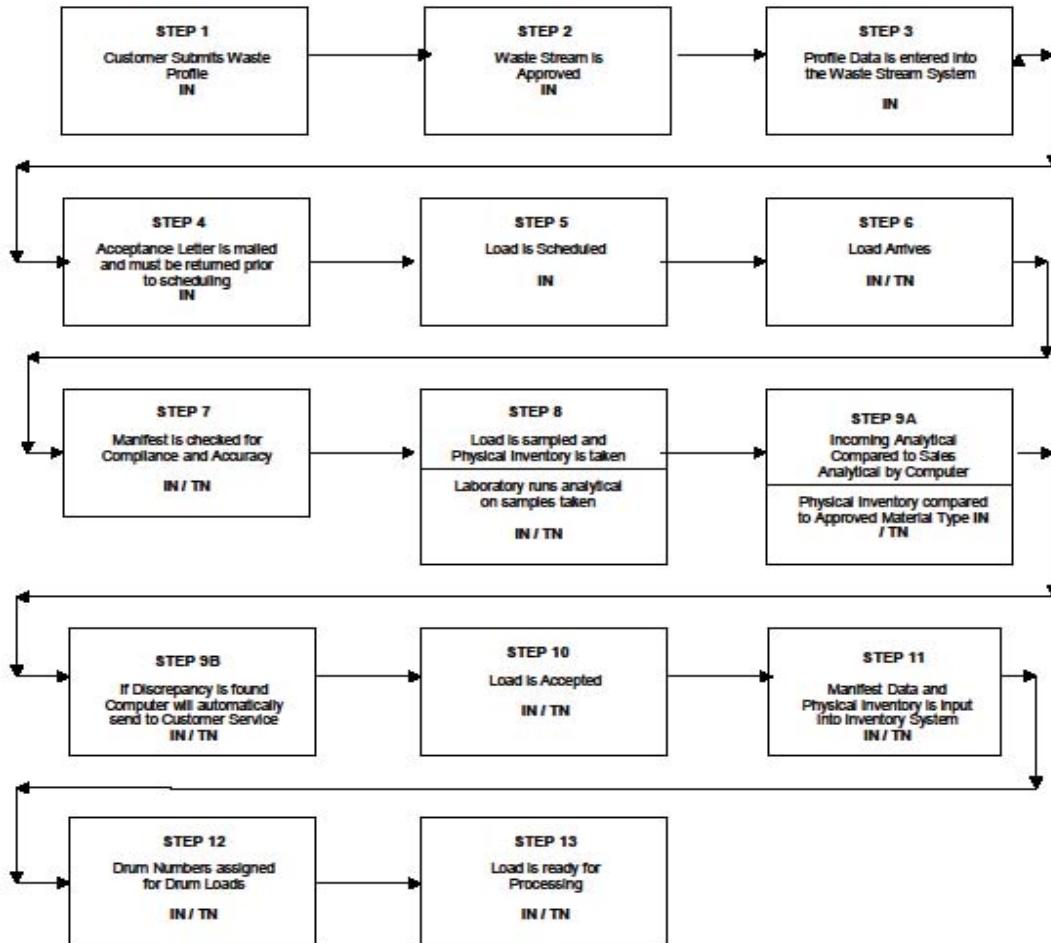 STEP 1
Customer Submits Waste
Profile
IN
STEP 2
Waste Stream is
Approved
IN
STEP 3
Profile Data is entered into
the Waste Stream System
IN
STEP 4
Acceptance Letter is mailed
and must be returned prior
to scheduling
IN
STEP 5
Load is Scheduled
IN
STEP 6
Load Arrives
IN / TN
STEP 7
Manifest is checked for
Compliance and Accuracy
IN / TN
STEP 8
Load is sampled and
Physical Inventory is taken
Laboratory runs analytical
on samples taken
IN / TN
STEP 9A
Incoming Analytical
Compared to Sales
Analytical by Computer
Physical Inventory compared
to Approved Material Type IN
/ TN
STEP 9B
If Discrepancy is found
Computer will automatically
send to Customer Service
IN / TN
STEP 10
Load is Accepted
IN / TN
STEP 11
Manifest Data and
Physical Inventory is Input
into Inventory System
IN / TN
STEP 12
Drum Numbers assigned
for Drum Loads
IN / TN
STEP 13
Load is ready for
Processing
IN / TN